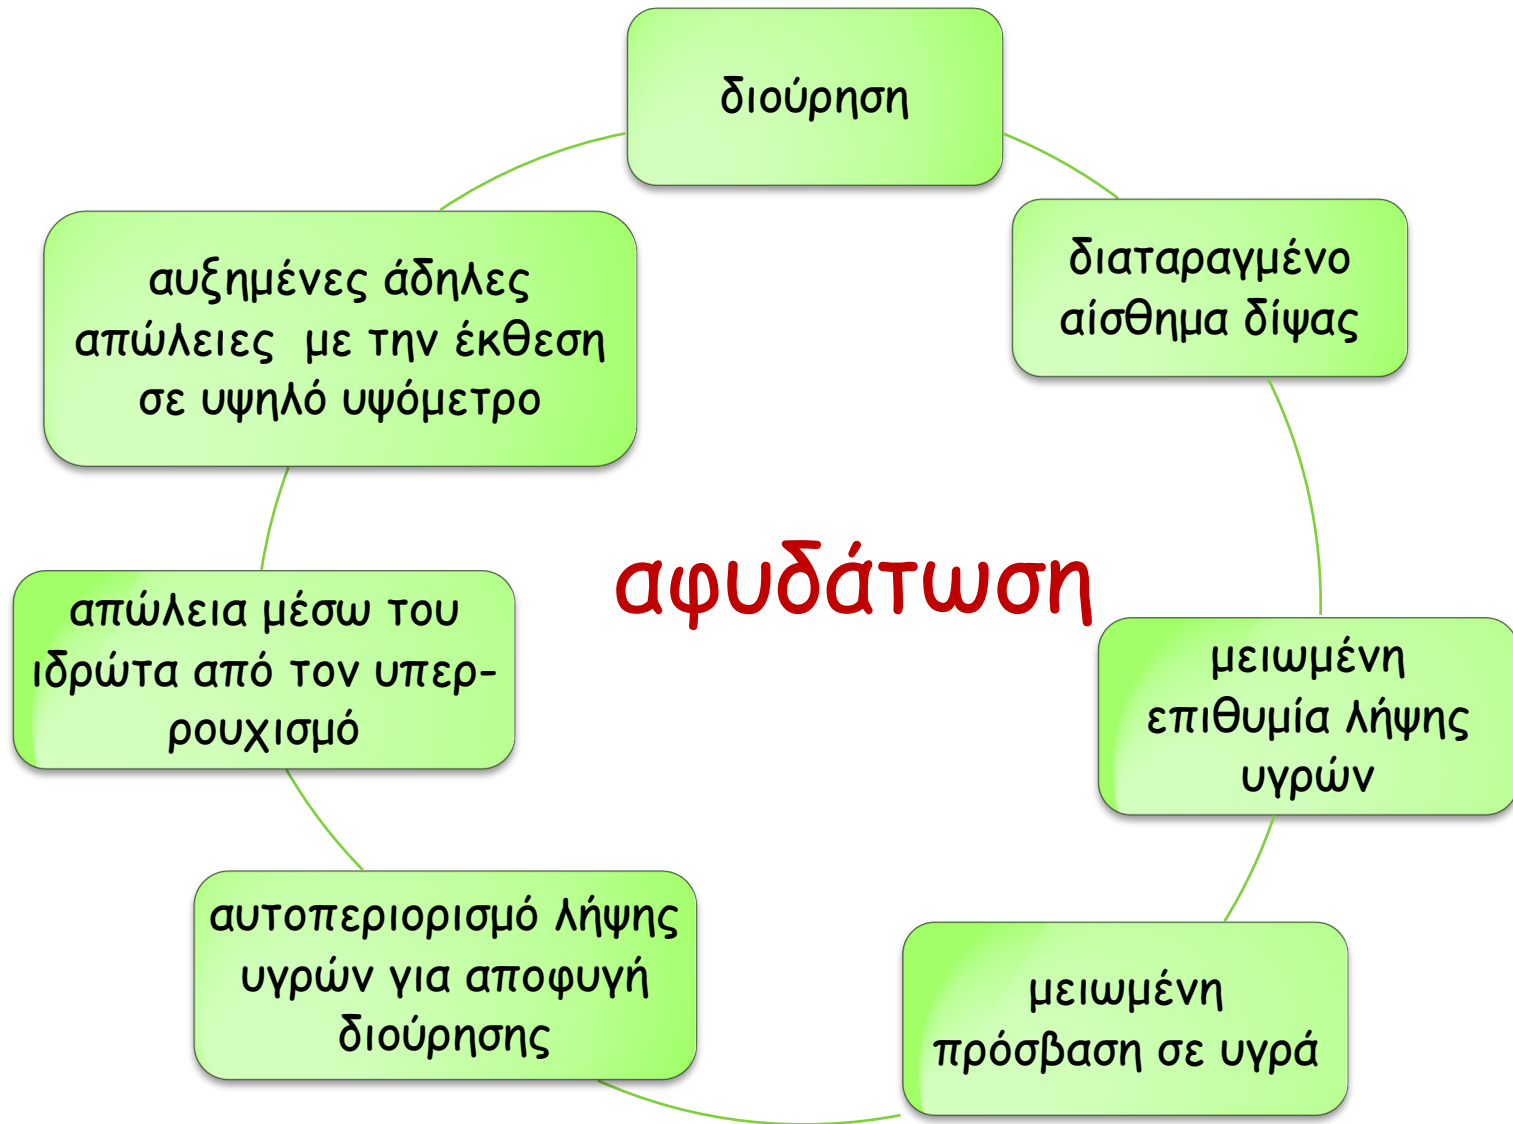 διούρηση
διαταραγμένο
αίσθημα δίψας
μειωμένη
επιθυμία λήψης
υγρών
μειωμένη
πρόσβαση σε υγρά
αυτοπεριορισμό λήψης
υγρών για αποφυγή
διούρησης
απώλεια μέσω του
ιδρώτα από τον υπερ-
ρουχισμό
αυξημένες άδηλες
απώλειες με την έκθεση
σε υψηλό υψόμετρο
αφυδάτωση